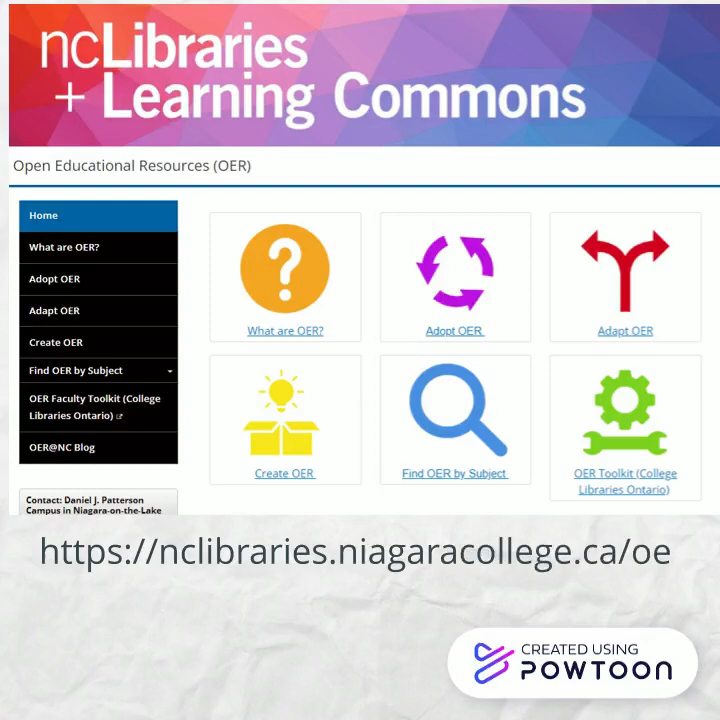 ncLibraries
+ Learning Commons
Open Educational Resources (OER)
Home
What are OER?
Adopt OER
Adapt OER
Create OER
Find OER by Subject
OER Faculty Toolkit (College
Libraries Ontario)
OER@NC Blog
Contact: Daniel J. Patterson
Campus in Niagara-on-the-Lake
What are OER?
Adopt OER
Adapt OER
Create OER
Find OER by Subject
OER Toolkit (College
Libraries Ontario)
https://nclibraries.niagaracollege.ca/oe
CREATED USING
POWTOON